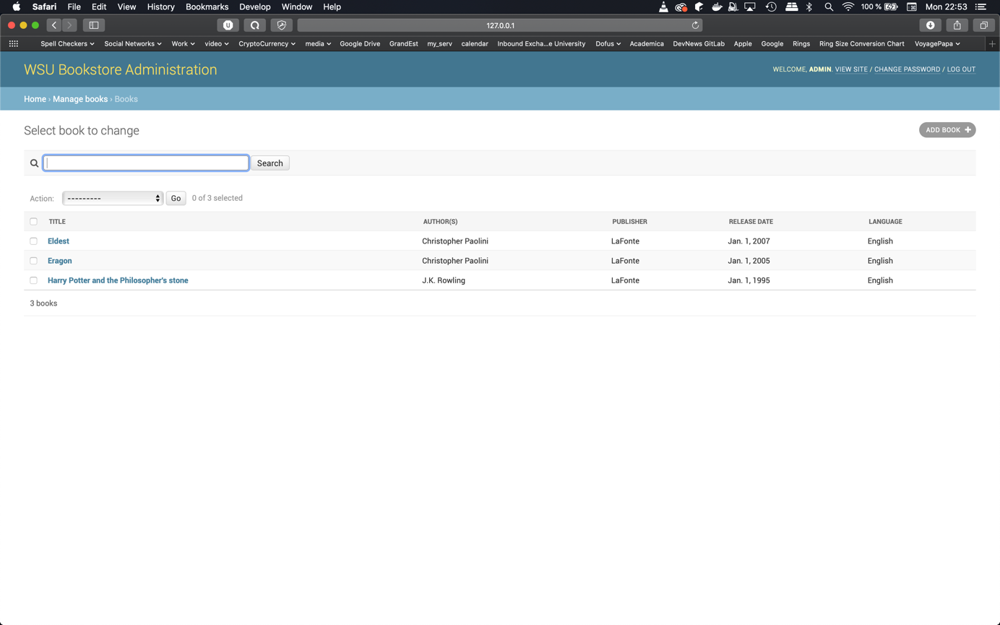 Safari File Edit View History Bookmarks Develop Window Help 100 % Mon 22:53
127.0.0.1
Spell Checkers Social Networks Work video CryptoCurrency media Google Drive GrandEst my_serv calendar Inbound Excha...e University Dofus Academica DevNews GitLab Apple Google Rings Ring Size Conversion Chart VoyagePapa
WSU Bookstore Administration
WELCOME, ADMIN. VIEW SITE / CHANGE PASSWORD / LOG OUT
Home › Manage books › Books
Select book to change
ADD BOOK +
Search
Action: --------- Go 0 of 3 selected
TITLE AUTHOR(S) PUBLISHER RELEASE DATE LANGUAGE
Eldest Christopher Paolini LaFonte Jan. 1, 2007 English
Eragon Christopher Paolini LaFonte Jan. 1, 2005 English
Harry Potter and the Philosopher's stone J.K. Rowling LaFonte Jan. 1, 1995 English
3 books